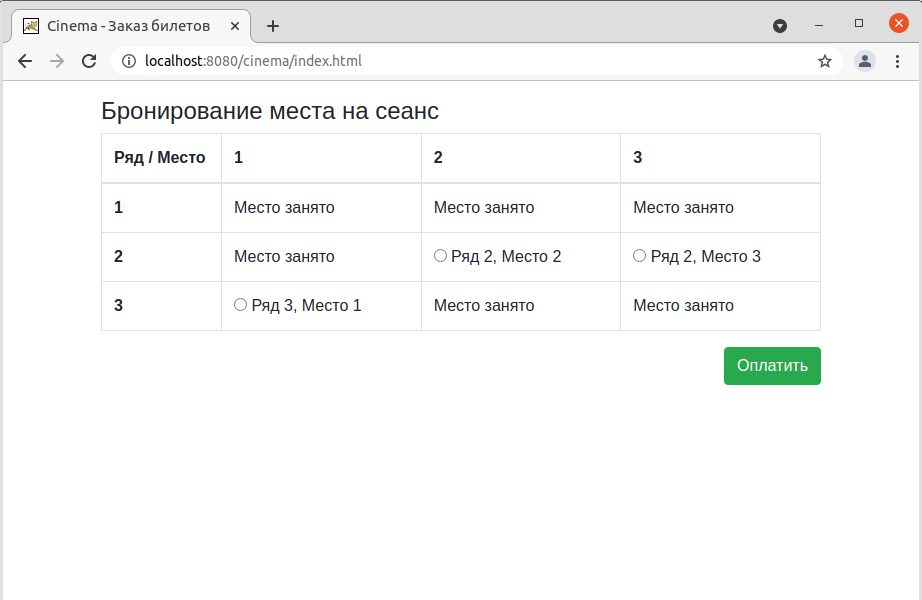 Cinema - Заказ билетов
localhost:8080/cinema/index.html
Бронирование места на сеанс
Ряд / Место 1 2 3
1 Место занято Место занято Место занято
2 Место занято Ряд 2, Место 2 Ряд 2, Место 3
3 Ряд 3, Место 1 Место занято Место занято
Оплатить